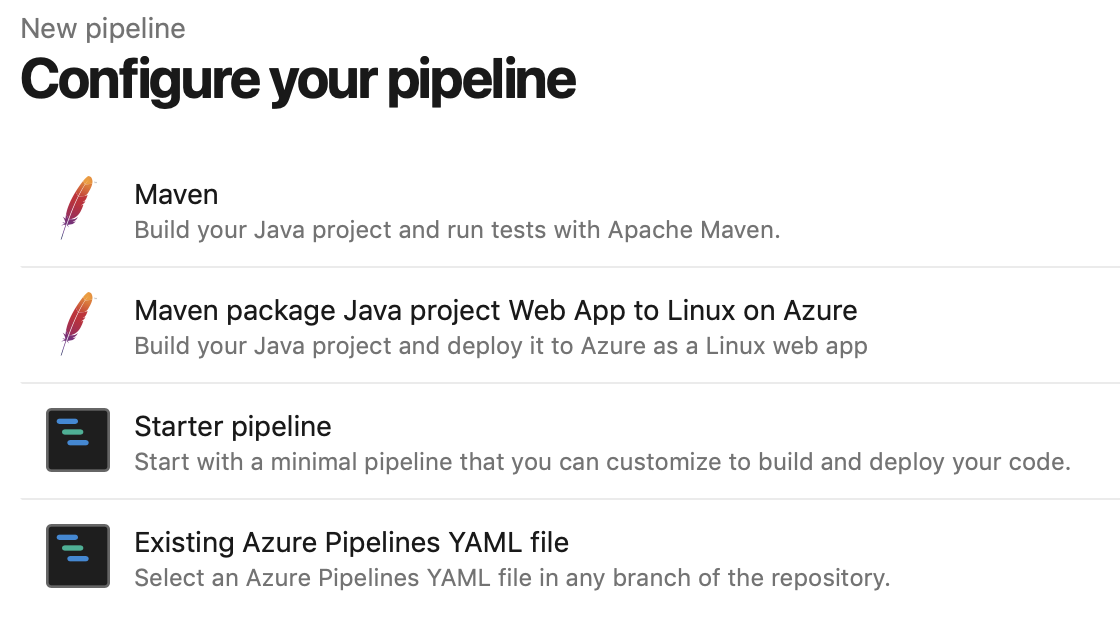 New pipeline
Configure your pipeline
Maven
Build your Java project and run tests with Apache Maven.
Maven package Java project Web App to Linux on Azure
Build your Java project and deploy it to Azure as a Linux web app
Starter pipeline
Start with a minimal pipeline that you can customize to build and deploy your code.
Existing Azure Pipelines YAML file
Select an Azure Pipelines YAML file in any branch of the repository.